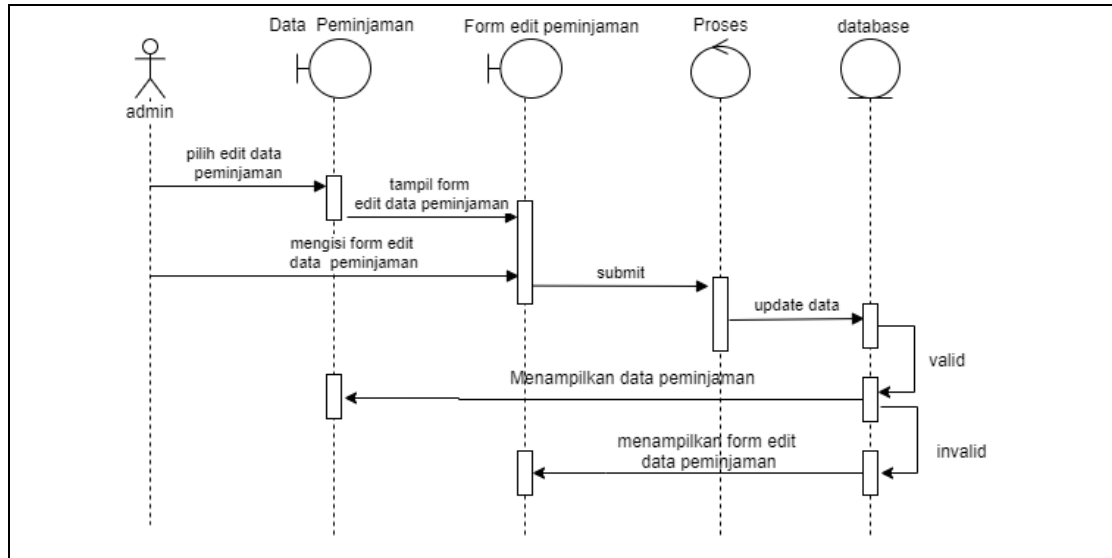 Data  Peminjaman
Form edit peminjaman
Proses
database
admin
pilih edit data
peminjaman
tampil form
edit data peminjaman
mengisi form edit
data  peminjaman
submit
update data
valid
Menampilkan data peminjaman
menampilkan form edit
data peminjaman
invalid